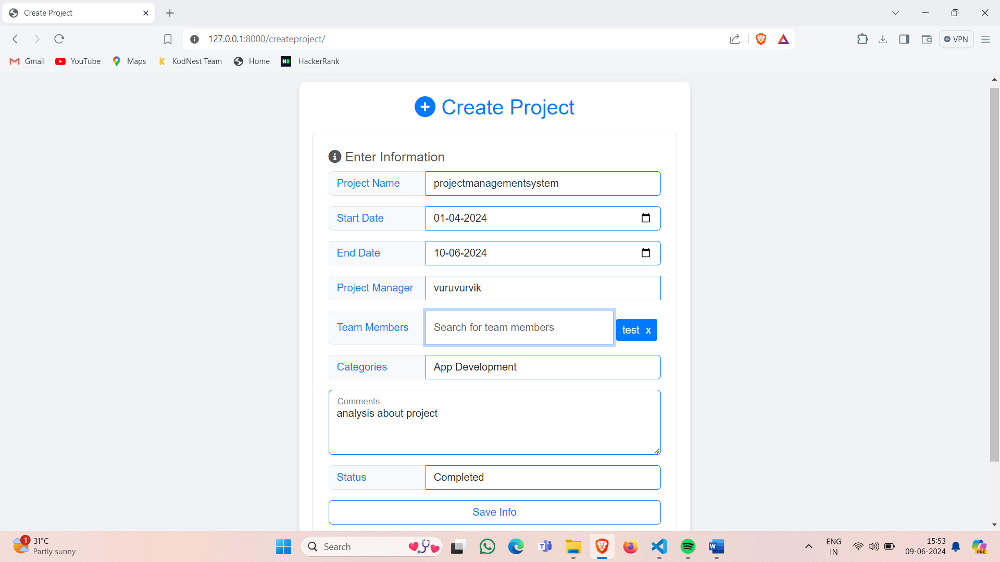 Create Project
127.0.0.1:8000/createproject/
VPN
Gmail
YouTube
Maps
KodNest Team
Home
HackerRank
Create Project
Enter Information
Project Name
projectmanagementsystem
Start Date
01-04-2024
End Date
10-06-2024
Project Manager
vuruvurvik
Team Members
Search for team members
test x
Categories
App Development
Comments
analysis about project
Status
Completed
Save Info
1
31°C
Partly sunny
Search
ENG
IN
15:53
09-06-2024
PRE